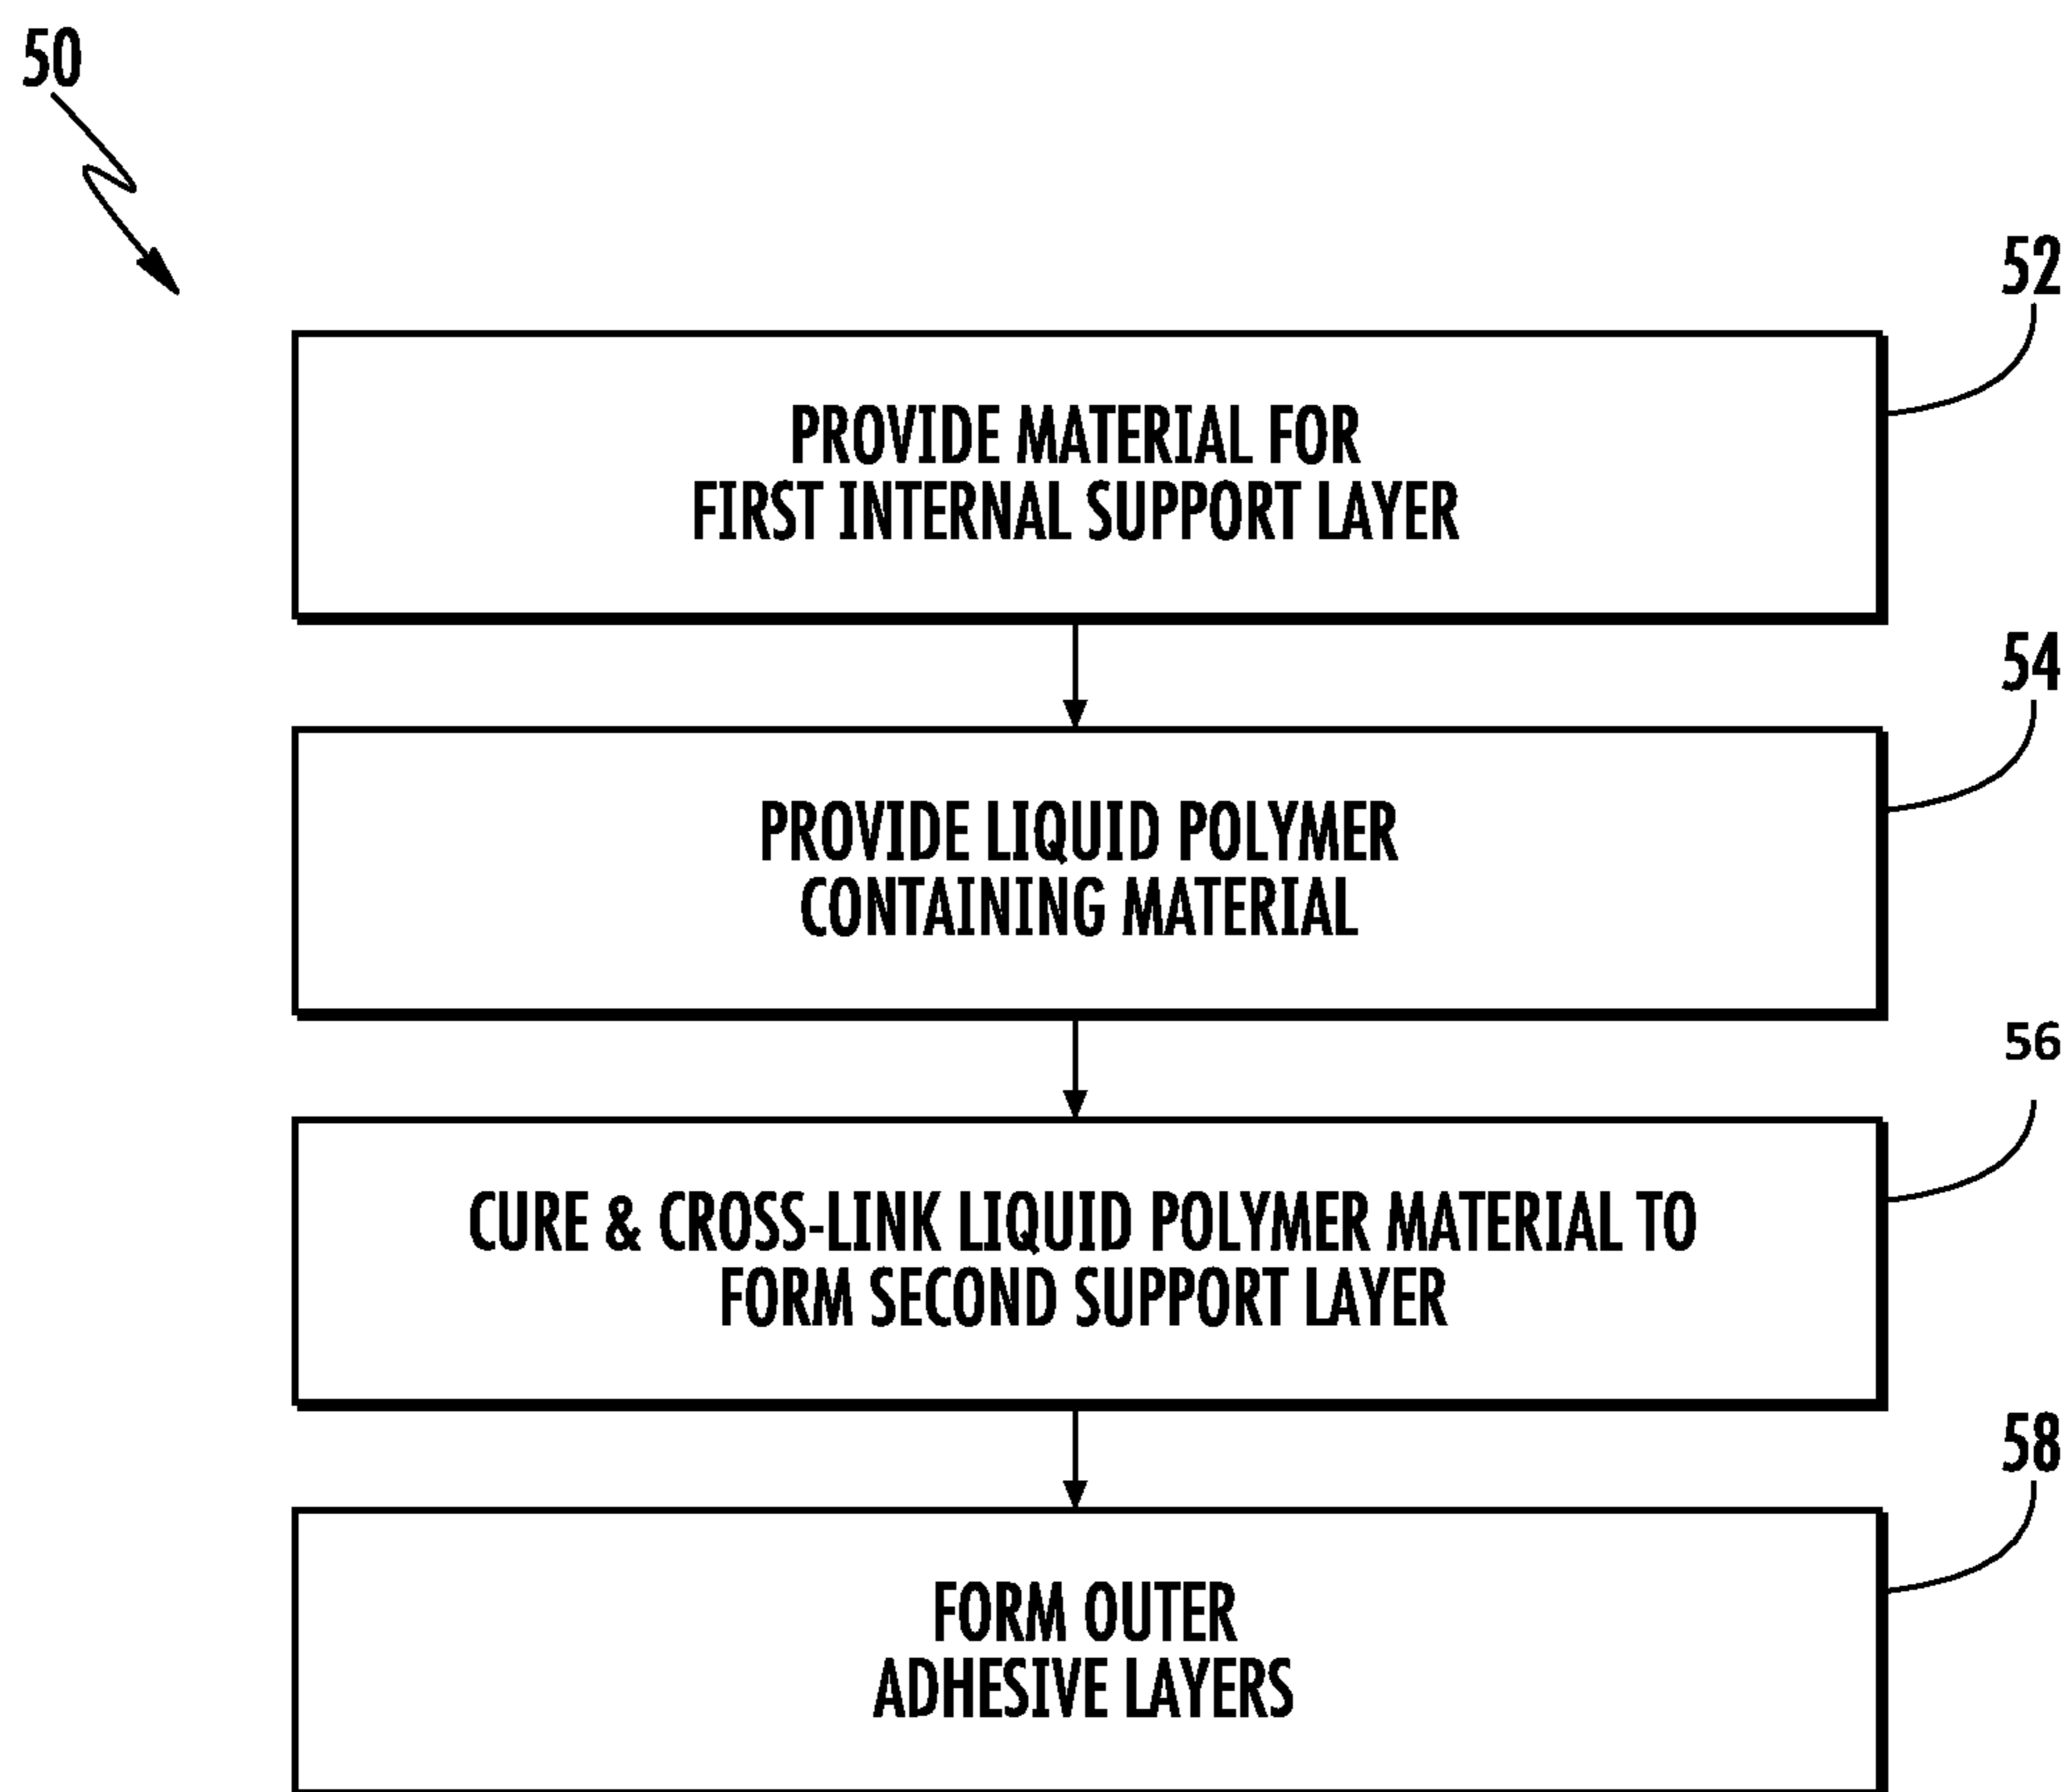 50
52
PROVIDE MATERIAL FOR
FIRST INTERNAL SUPPORT LAYER
54
PROVIDE LIQUID POLYMER
CONTAINING MATERIAL
56
CURE & CROSS-LINK LIQUID POLYMER MATERIAL TO
FORM SECOND SUPPORT LAYER
58
FORM OUTER
ADHESIVE LAYERS